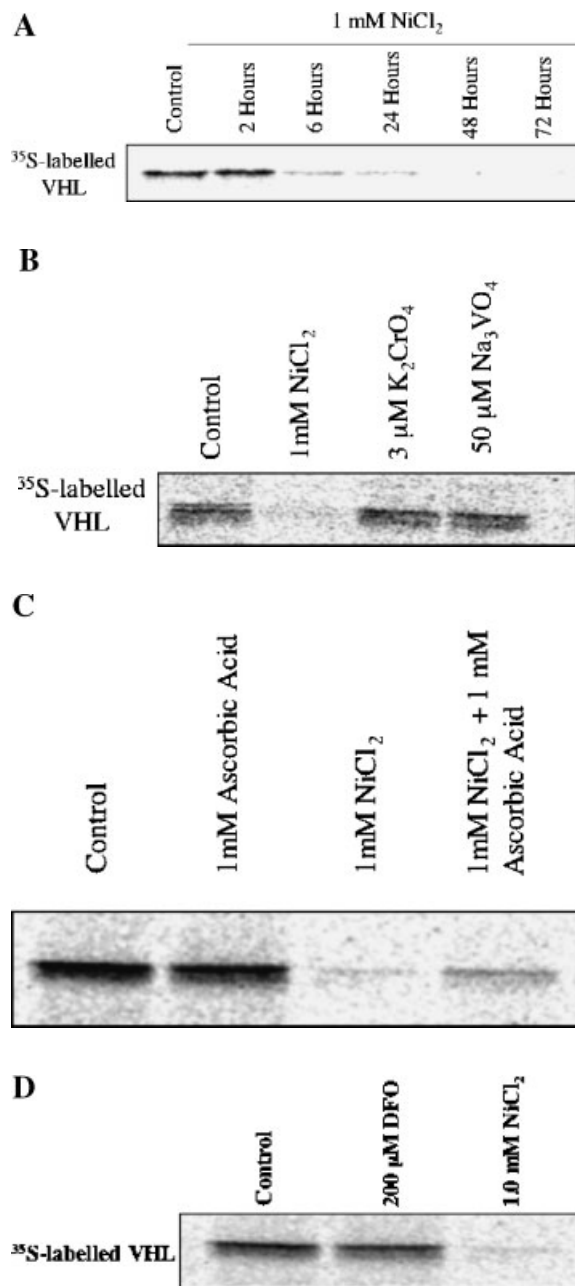 A
1 mM NiCl₂
Control
2 Hours
6 Hours
24 Hours
48 Hours
72 Hours
³⁵S-labelled
VHL
B
Control
1mM NiCl₂
3 μM K₂CrO₄
50 μM Na₃VO₄
³⁵S-labelled
VHL
C
Control
1mM Ascorbic Acid
1mM NiCl₂
1mM NiCl₂ + 1 mM
Ascorbic Acid
D
Control
200 μM DFO
1.0 mM NiCl₂
³⁵S-labelled VHL